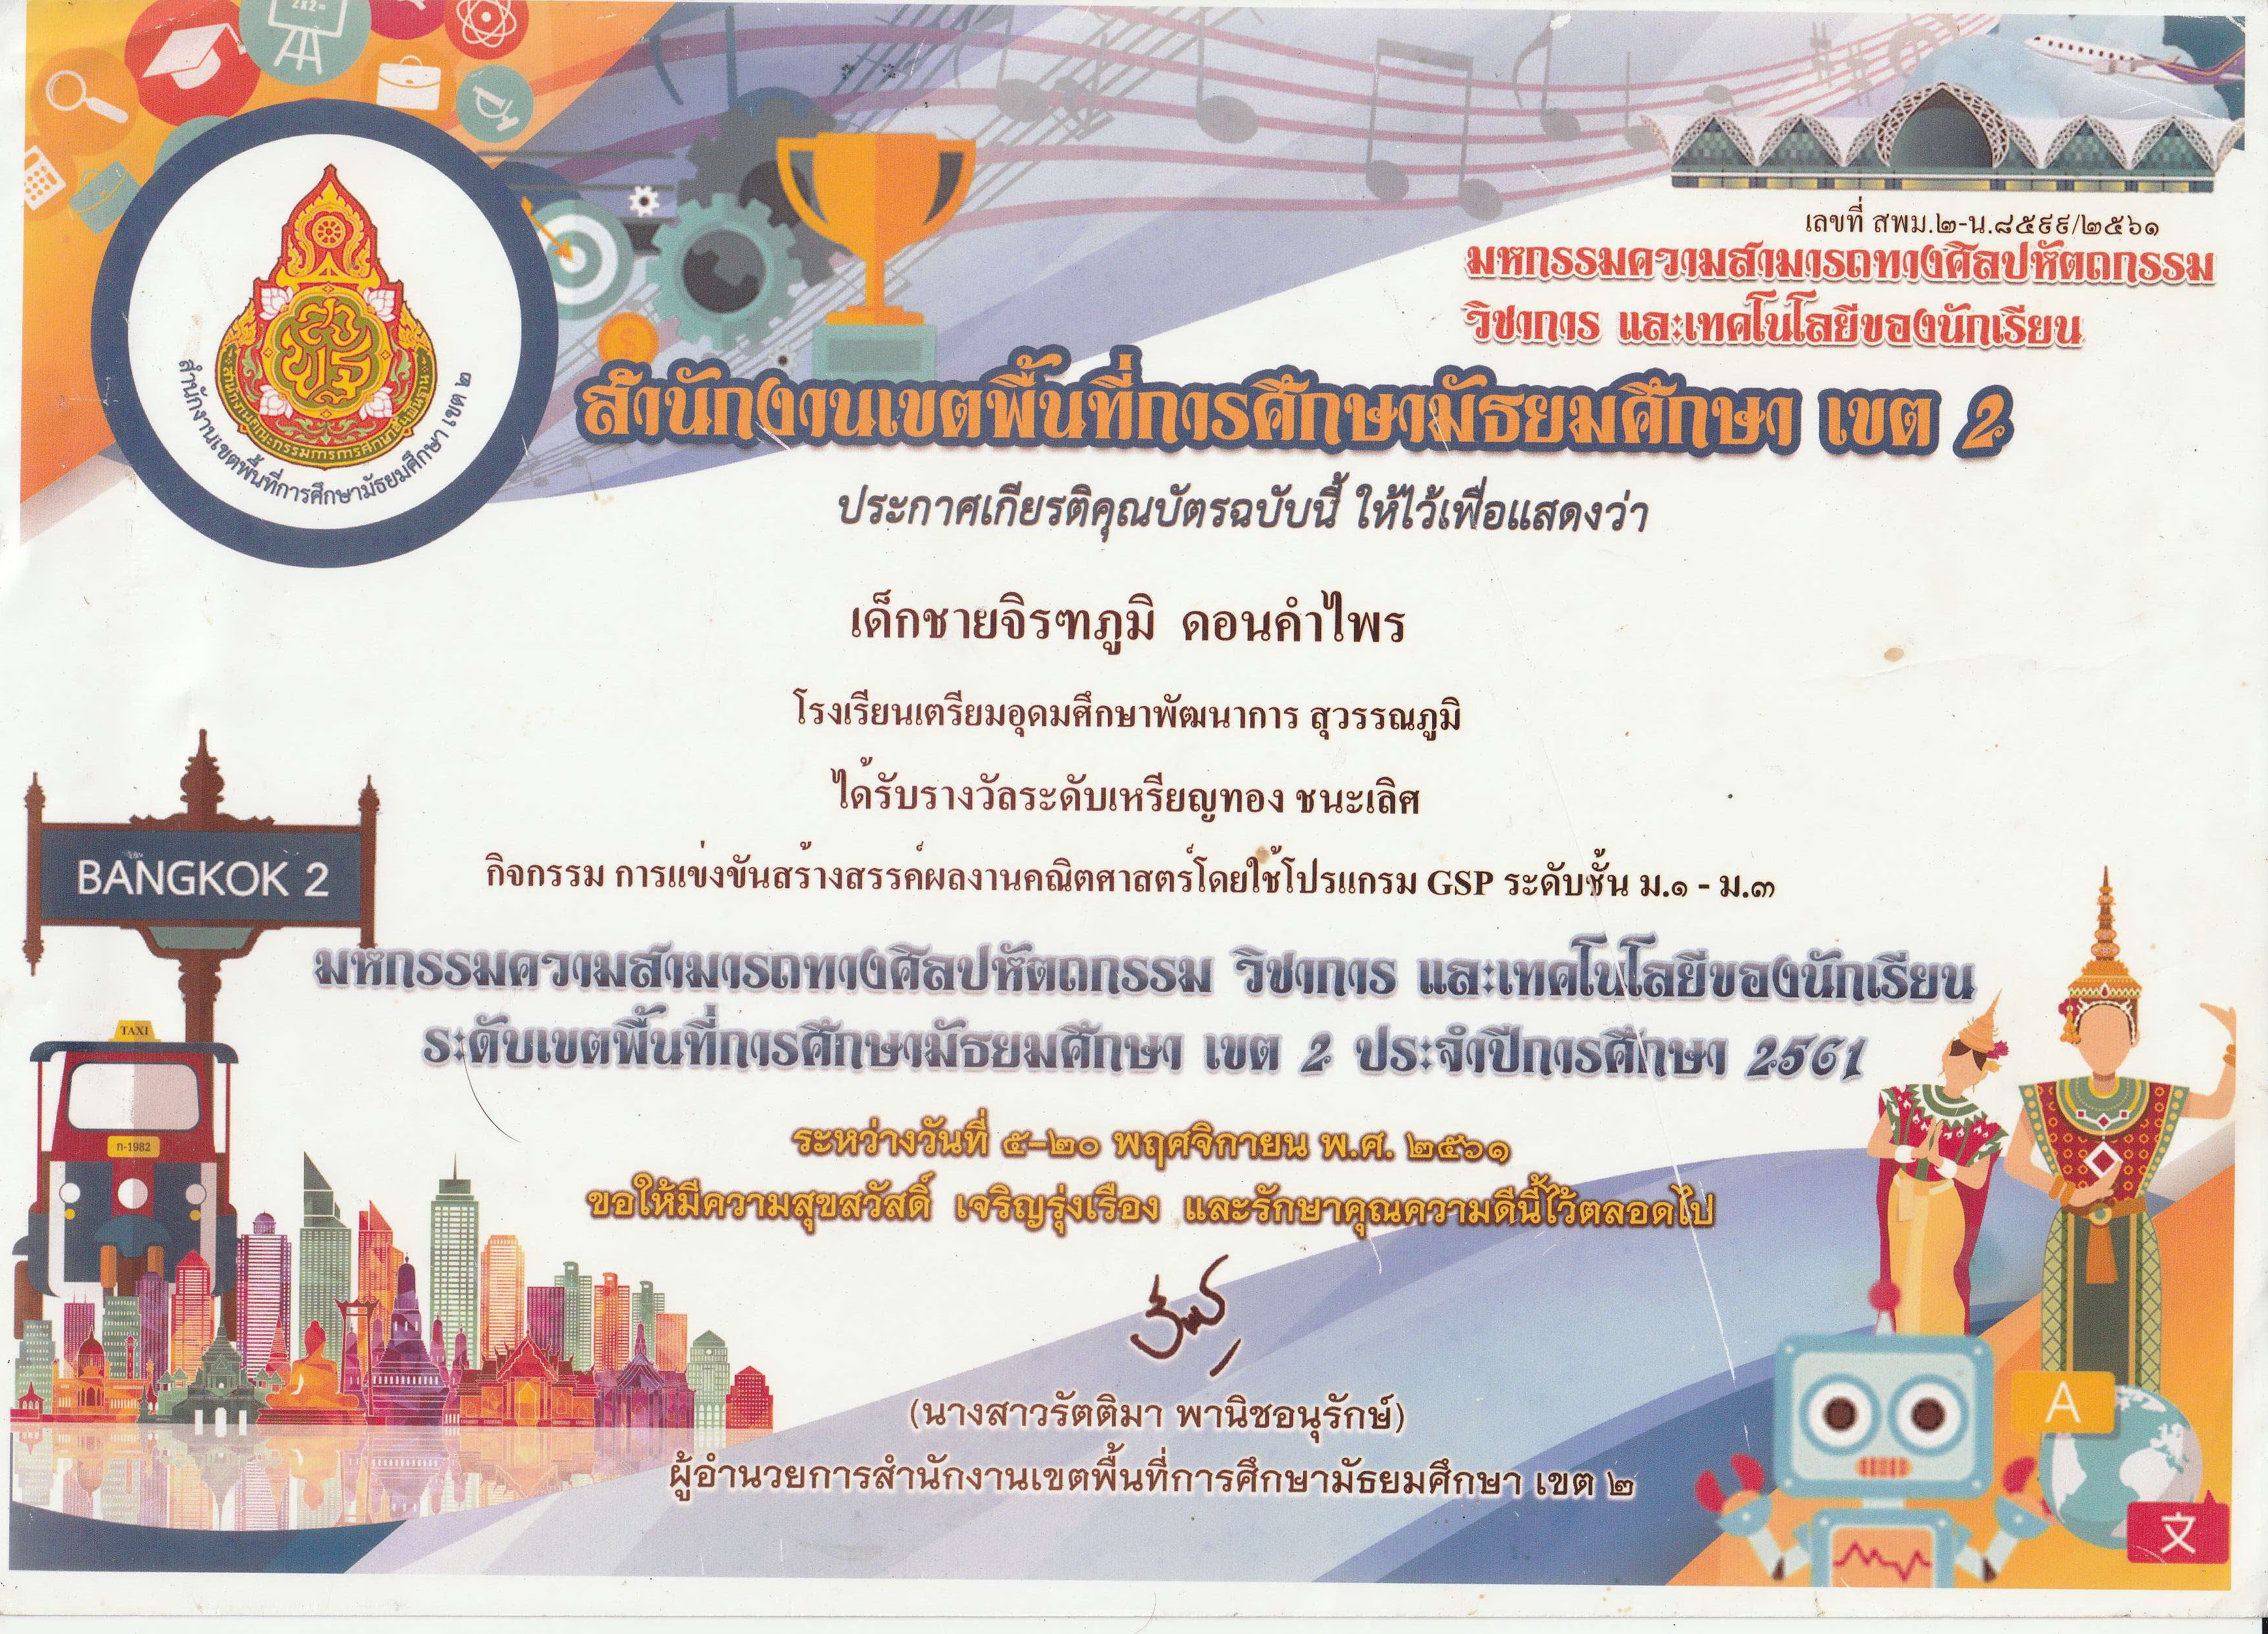 เลขที่ สพม.๒-น.๘๕๙๙/๒๕๖๑
มหกรรมความสามารถทางศิลปหัตถกรรม
วิชาการ และเทคโนโลยีของนักเรียน
สำนักงานคณะกรรมการการศึกษาขั้นพื้นฐาน
สำนักงานเขตพื้นที่การศึกษามัธยมศึกษา เขต ๒
สำนักงานเขตพื้นที่การศึกษามัธยมศึกษา เขต 2
ประกาศเกียรติคุณบัตรฉบับนี้ ให้ไว้เพื่อแสดงว่า
เด็กชายจิรฑภูมิ ดอนคำไพร
โรงเรียนเตรียมอุดมศึกษาพัฒนาการ สุวรรณภูมิ
ได้รับรางวัลระดับเหรียญทอง ชนะเลิศ
กิจกรรม การแข่งขันสร้างสรรค์ผลงานคณิตศาสตร์โดยใช้โปรแกรม GSP ระดับชั้น ม.๑ - ม.๓
BANGKOK 2
มหกรรมความสามารถทางศิลปหัตถกรรม วิชาการ และเทคโนโลยีของนักเรียน
ระดับเขตพื้นที่การศึกษามัธยมศึกษา เขต 2 ประจำปีการศึกษา 2561
TAXI
ก-1982
ระหว่างวันที่ ๕-๒๐ พฤศจิกายน พ.ศ. ๒๕๖๑
ขอให้มีความสุขสวัสดิ์ เจริญรุ่งเรือง และรักษาคุณความดีนี้ไว้ตลอดไป
(นางสาวรัตติมา พานิชอนุรักษ์)
ผู้อำนวยการสำนักงานเขตพื้นที่การศึกษามัธยมศึกษา เขต ๒
A
文